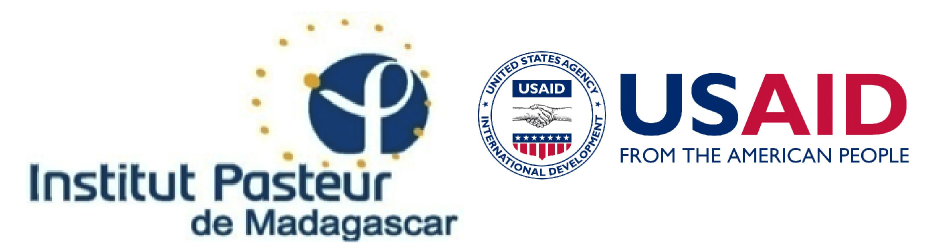 Institut Pasteur
de Madagascar
UNITED STATES AGENCY
INTERNATIONAL DEVELOPMENT
USAID
USAID
FROM THE AMERICAN PEOPLE